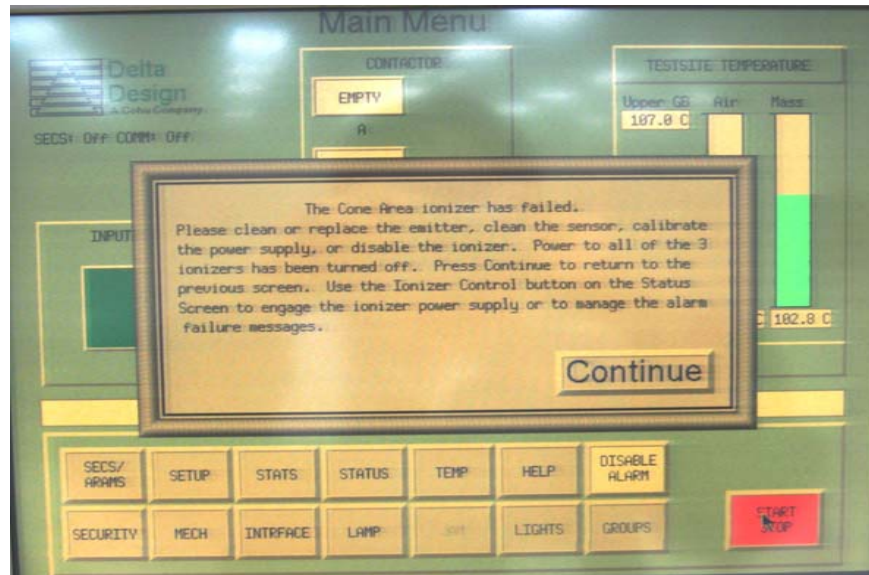 Main Menu
Delta
Design
A Cohu Company
SECS: Off COMM: Off
CONTACTOR
EMPTY
A
TESTSITE TEMPERATURE
Upper GB Air Mass
107.0 C
INPUT
C 102.8 C
The Cone Area ionizer has failed.
Please clean or replace the emitter, clean the sensor, calibrate
the power supply, or disable the ionizer. Power to all of the 3
ionizers has been turned off. Press Continue to return to the
previous screen. Use the Ionizer Control button on the Status
Screen to engage the ionizer power supply or to manage the alarm
failure messages.
Continue
SECS/
ARAMS
SETUP
STATS
STATUS
TEMP
HELP
DISABLE
ALARM
SECURITY
MECH
INTRFACE
LAMP
LIGHTS
GROUPS
START
STOP